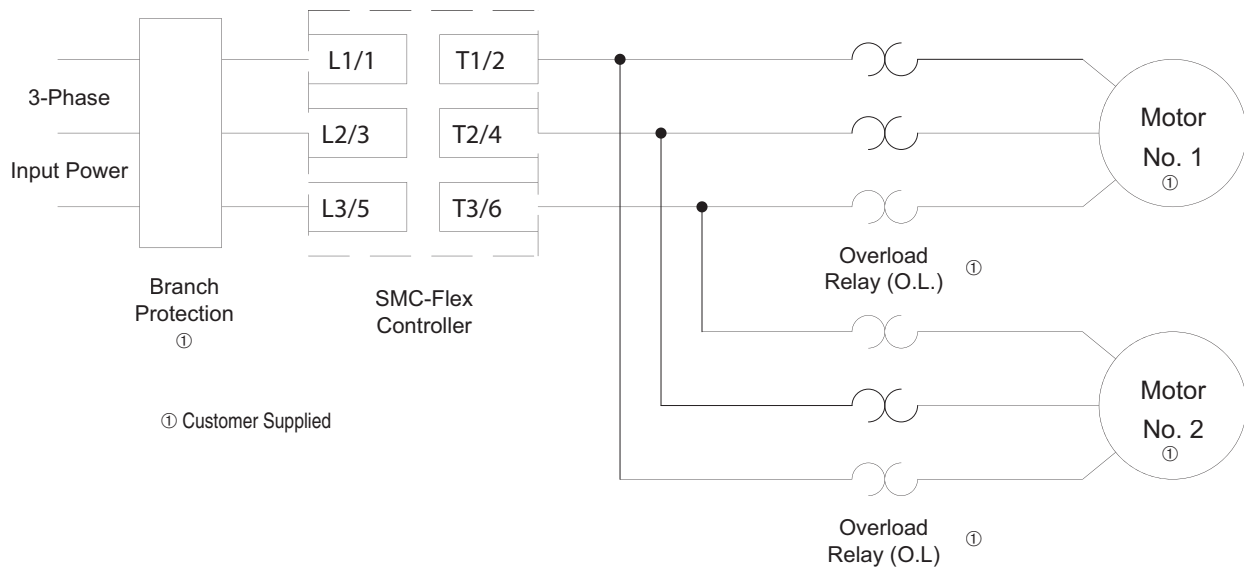 3-Phase
Input Power
L1/1
T1/2
L2/3
T2/4
L3/5
T3/6
Motor
No. 1
①
Branch
Protection
①
SMC-Flex
Controller
Overload
Relay (O.L.) ①
Motor
No. 2
①
① Customer Supplied
Overload
Relay (O.L) ①